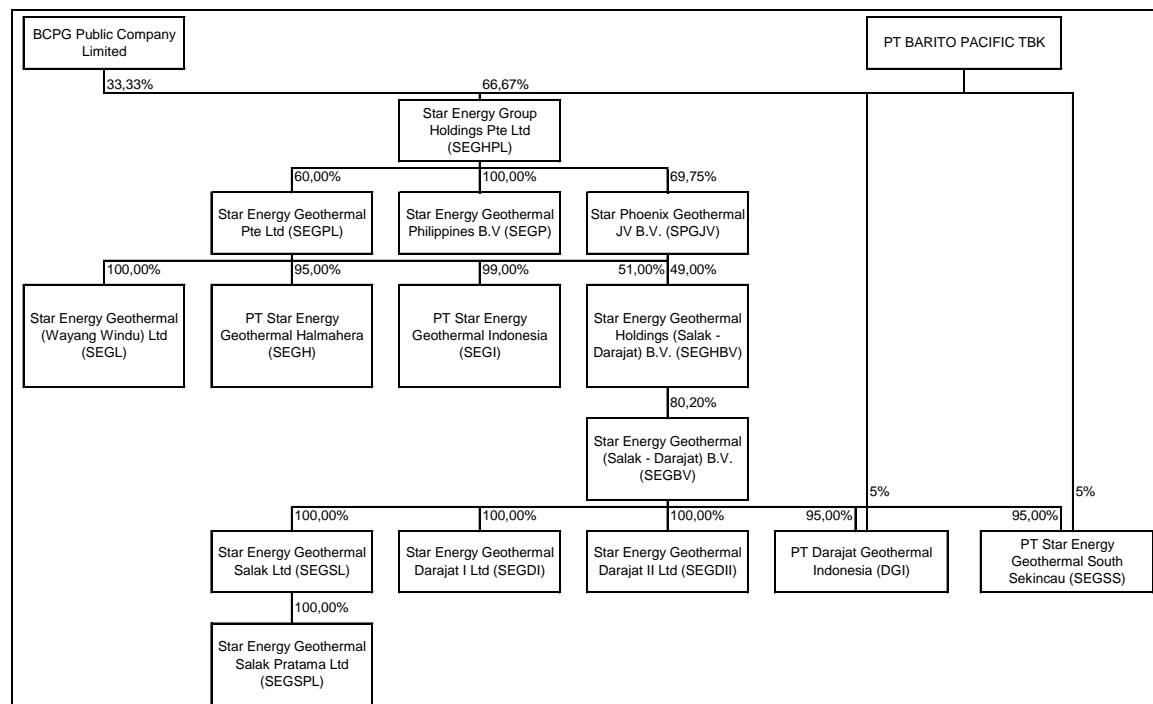 BCPG Public Company
Limited
PT BARITO PACIFIC TBK
33,33%
66,67%
Star Energy Group
Holdings Pte Ltd
(SEGHPL)
60,00%
100,00%
69,75%
Star Energy Geothermal
Pte Ltd (SEGPL)
Star Energy Geothermal
Philippines B.V (SEGP)
Star Phoenix Geothermal
JV B.V. (SPGJV)
100,00%
95,00%
99,00%
51,00%
49,00%
Star Energy Geothermal
(Wayang Windu) Ltd
(SEGL)
PT Star Energy
Geothermal Halmahera
(SEGH)
PT Star Energy
Geothermal Indonesia
(SEGI)
Star Energy Geothermal
Holdings (Salak -
Darajat) B.V. (SEGHBV)
80,20%
Star Energy Geothermal
(Salak - Darajat) B.V.
(SEGBV)
5%
5%
100,00%
100,00%
100,00%
95,00%
95,00%
Star Energy Geothermal
Salak Ltd (SEGSL)
Star Energy Geothermal
Darajat I Ltd (SEGDI)
Star Energy Geothermal
Darajat II Ltd (SEGDII)
PT Darajat Geothermal
Indonesia (DGI)
PT Star Energy
Geothermal South
Sekincau (SEGSS)
100,00%
Star Energy Geothermal
Salak Pratama Ltd
(SEGSPL)